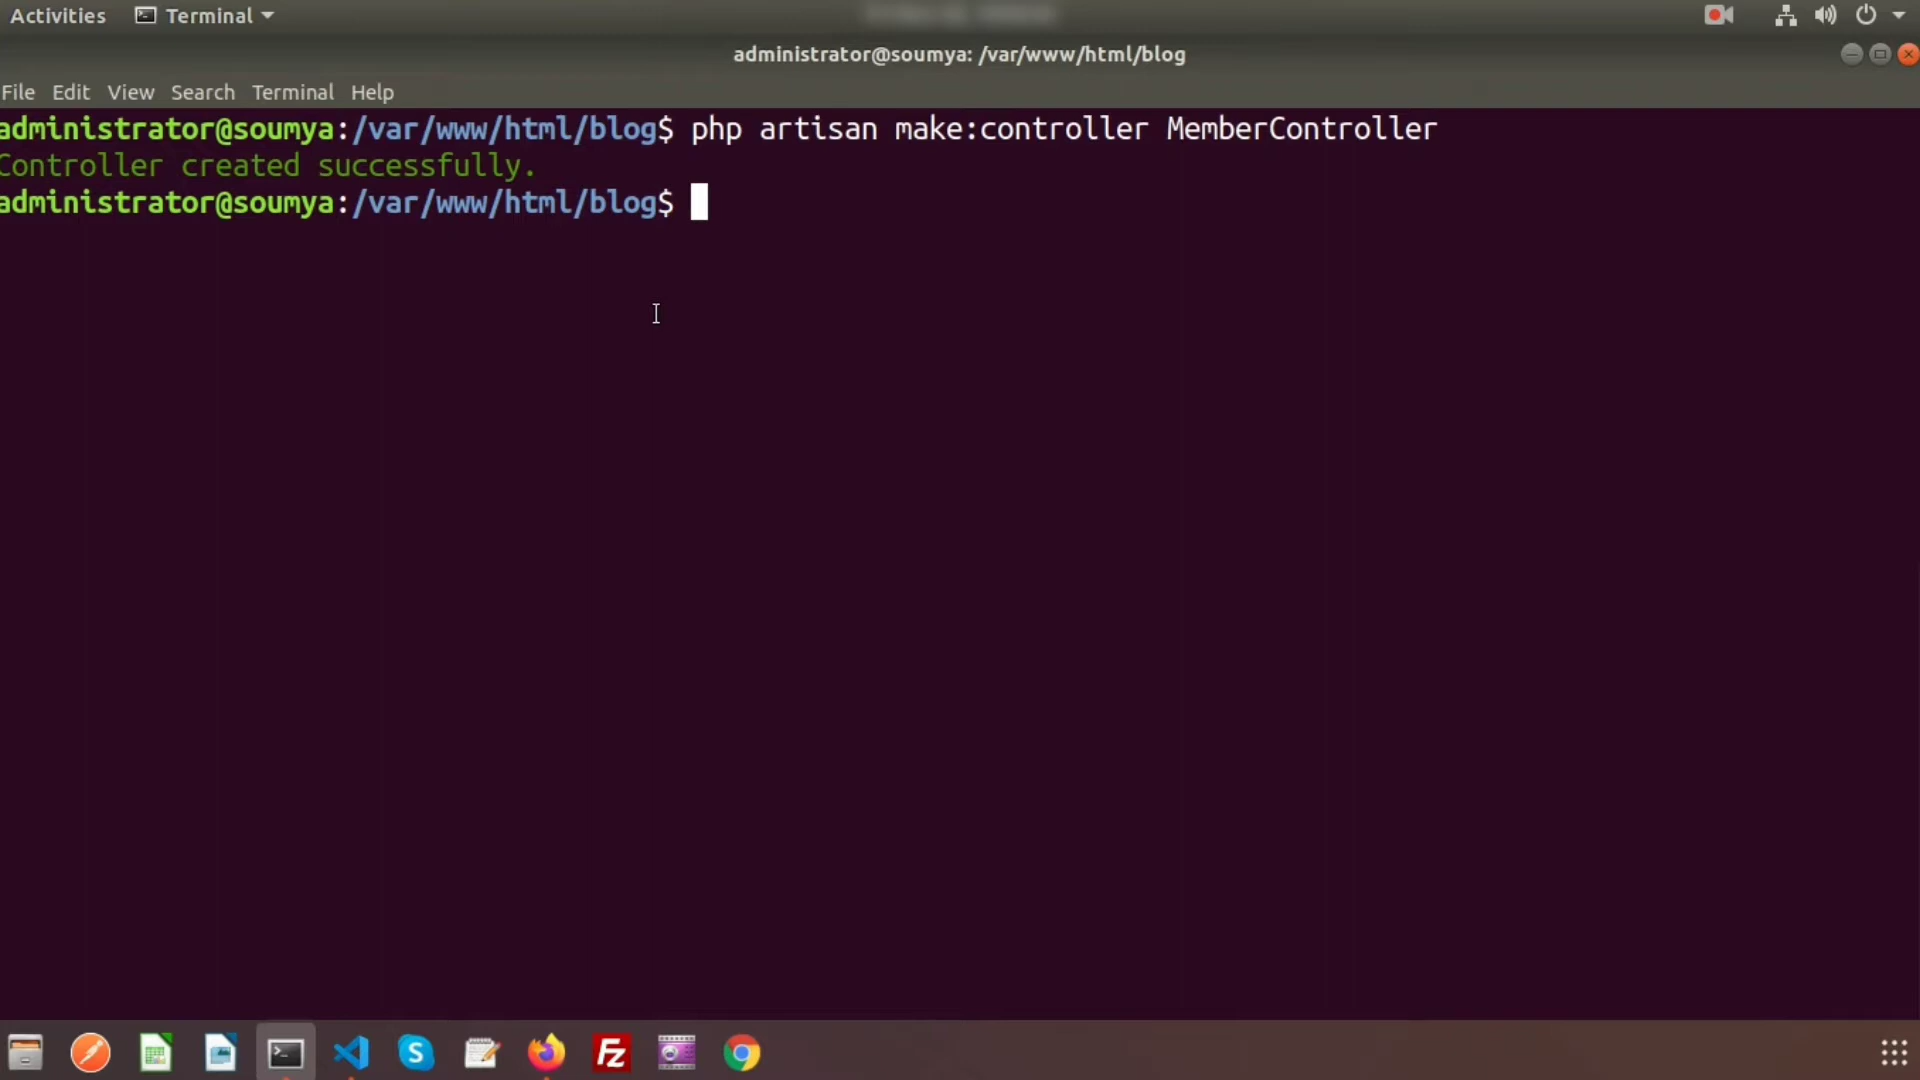 Activities Terminal
administrator@soumya: /var/www/html/blog
File Edit View Search Terminal Help
administrator@soumya:/var/www/html/blog$ php artisan make:controller MemberController
Controller created successfully.
administrator@soumya:/var/www/html/blog$
S
Fz